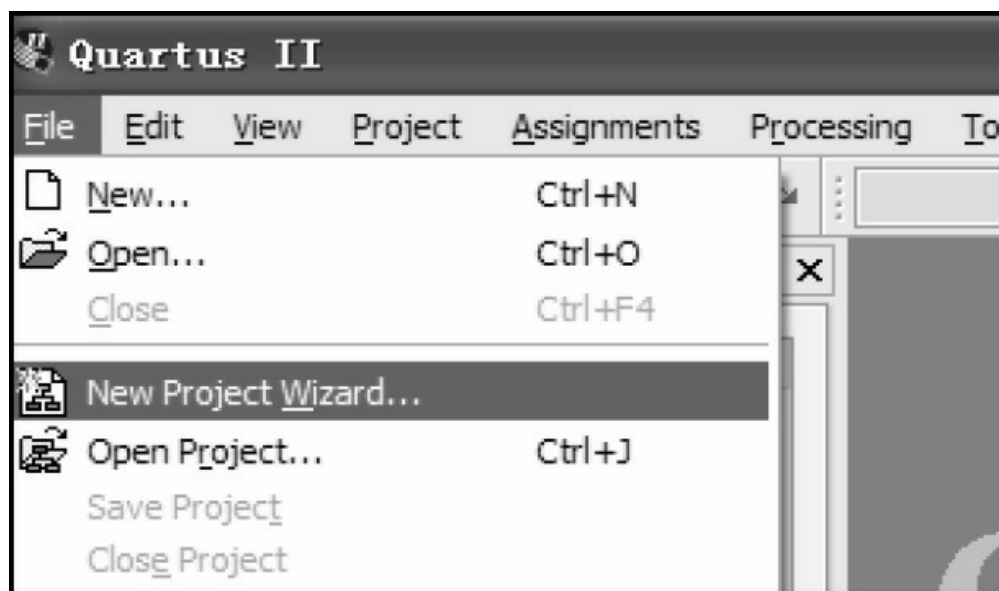 Quartus II
File Edit View Project Assignments Processing
New... Ctrl+N
Open... Ctrl+O
Close Ctrl+F4
New Project Wizard...
Open Project... Ctrl+J
Save Project
Close Project